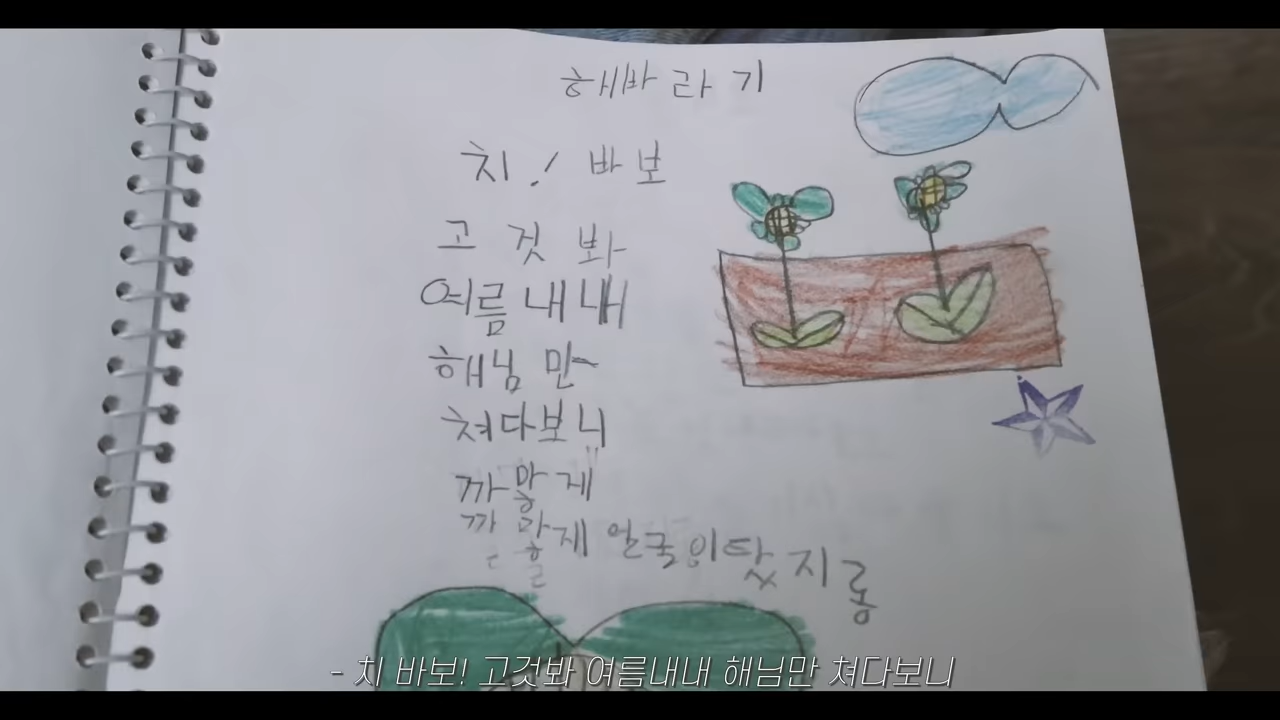 해바라기
치! 바보
고것봐
여름내내
해님만~
쳐다보니
까맣게
까맣게 얼굴이탔지롱
- 치 바보! 고것봐 여름내내 해님만 쳐다보니